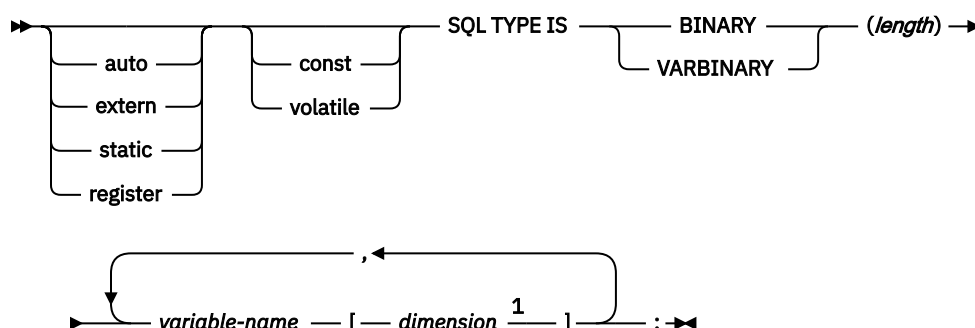 SQL TYPE IS BINARY (length)
auto const VARBINARY
extern volatile
static
register
,
variable-name [ dimension 1 ] ;